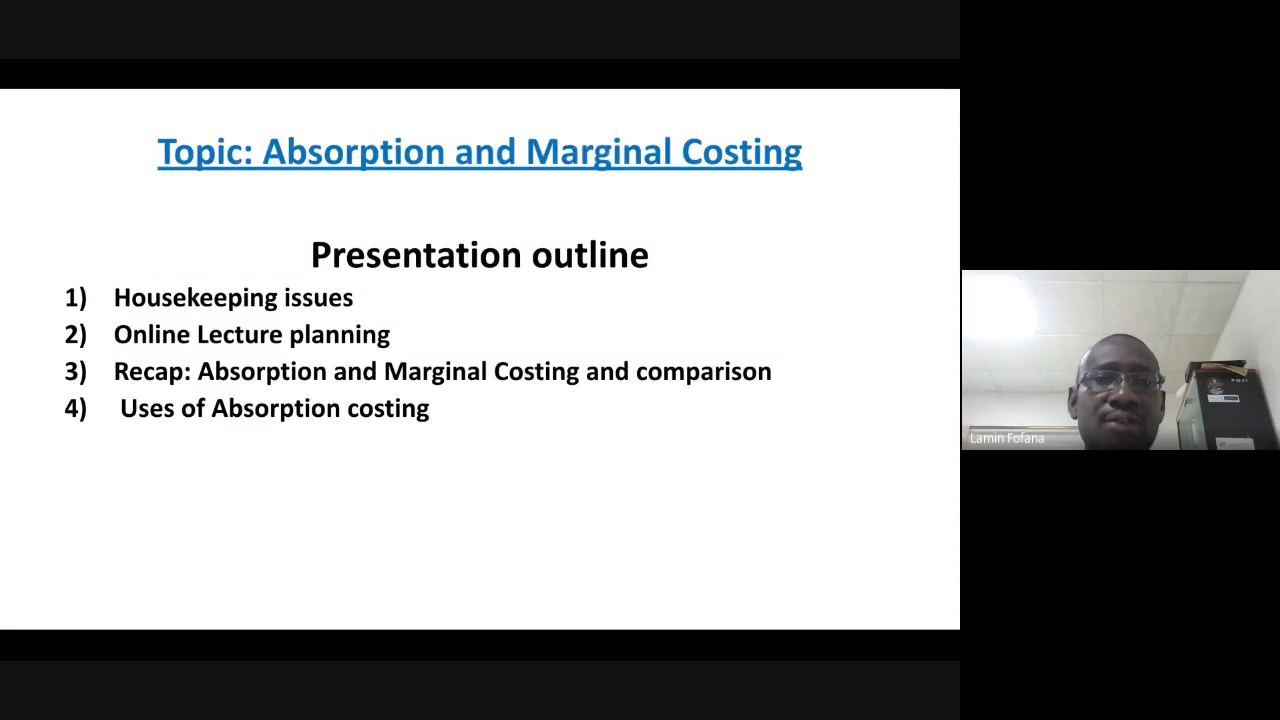 Topic: Absorption and Marginal Costing
Presentation outline
1) Housekeeping issues
2) Online Lecture planning
3) Recap: Absorption and Marginal Costing and comparison
4) Uses of Absorption costing
Lamin Fofana